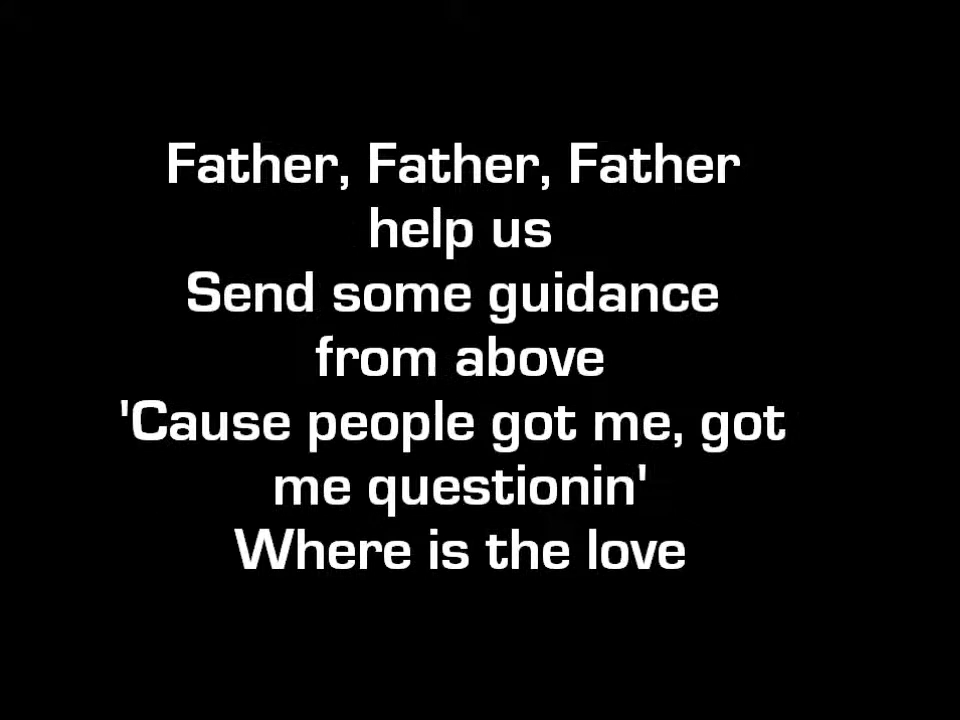 Father, Father, Father
help us
Send some guidance
from above
'Cause people got me, got
me questionin'
Where is the love